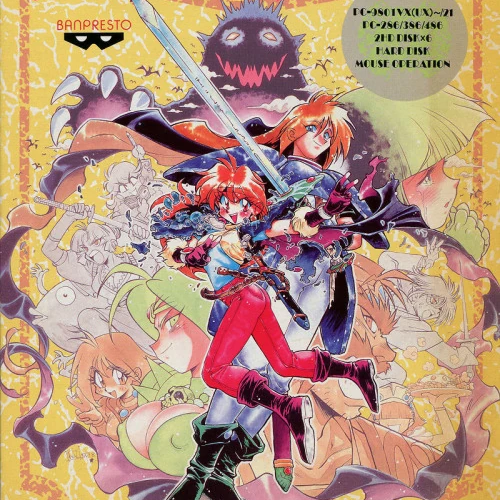 BANPRESTO
PC-9801VX(UX)~/21
PC-286/386/486
2HD DISK×6
HARD DISK
MOUSE OPERATION